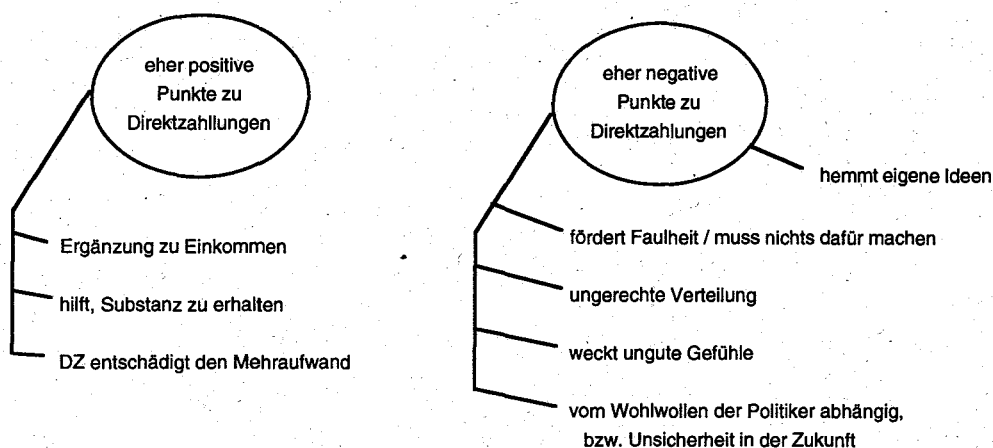 eher positive
Punkte zu
Direktzahllungen
Ergänzung zu Einkommen
hilft, Substanz zu erhalten
DZ entschädigt den Mehraufwand
eher negative
Punkte zu
Direktzahlungen
hemmt eigene Ideen
fördert Faulheit / muss nichts dafür machen
ungerechte Verteilung
weckt ungute Gefühle
vom Wohlwollen der Politiker abhängig,
bzw. Unsicherheit in der Zukunft